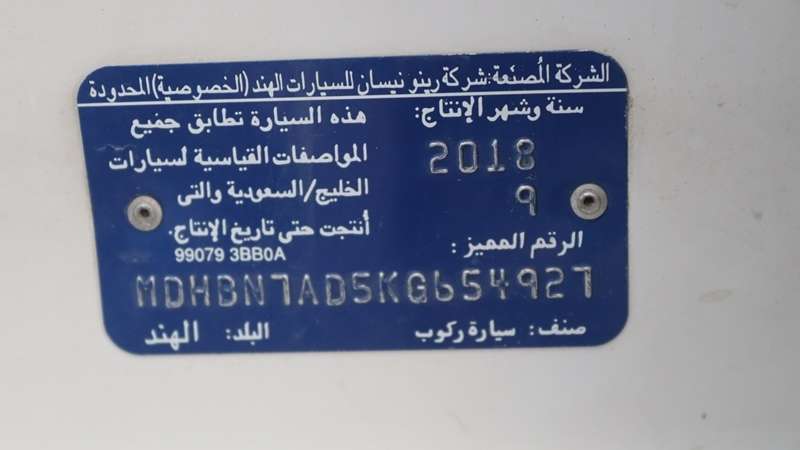 الشركة المُصنّعة: شركة رينو نيسان للسيارات الهند (الخصوصية) المحدودة
سنة وشهر الإنتاج:
2018
9
هذه السيارة تطابق جميع
المواصفات القياسية لسيارات
الخليج/السعودية والتى
أنتجت حتى تاريخ الإنتاج.
99079 3BB0A
الرقم المميز :
MDHBN7AD5KG654927
صنف : سيارة ركوب
البلد: الهند